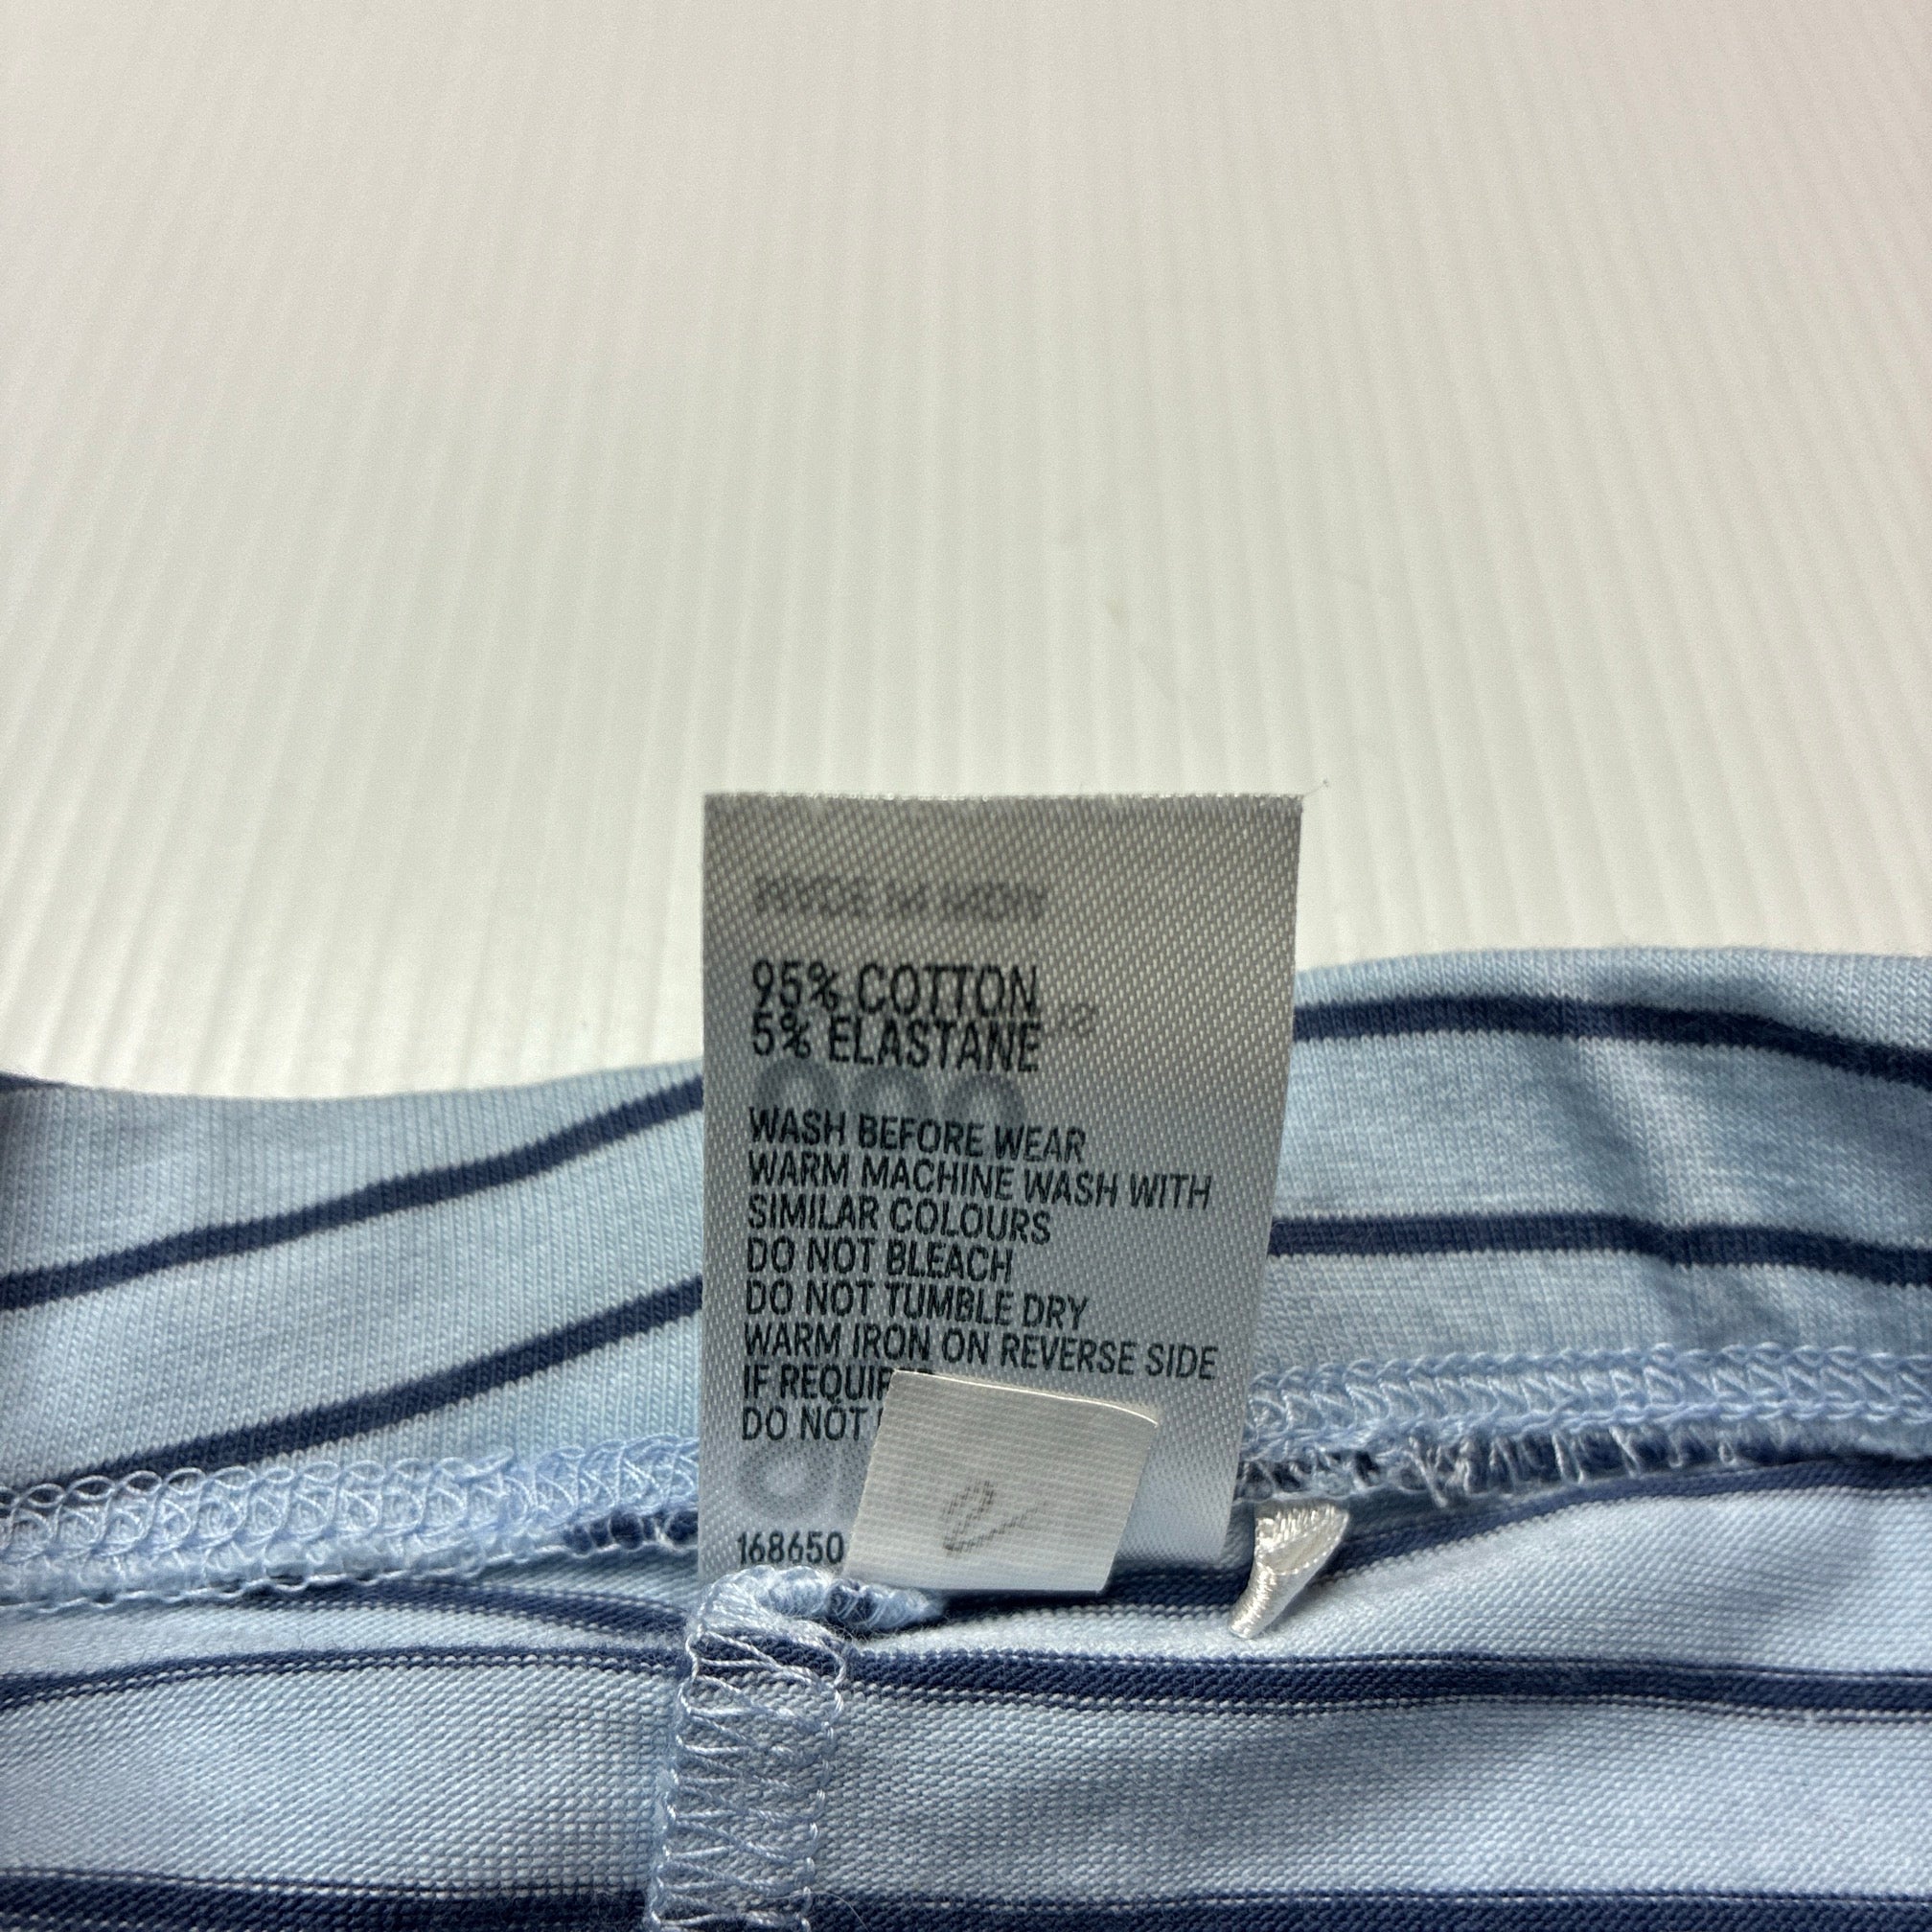 95% COTTON
5% ELASTANE
WASH BEFORE WEAR
WARM MACHINE WASH WITH
SIMILAR COLOURS
DO NOT BLEACH
DO NOT TUMBLE DRY
WARM IRON ON REVERSE SIDE
IF
DO NOT
168650